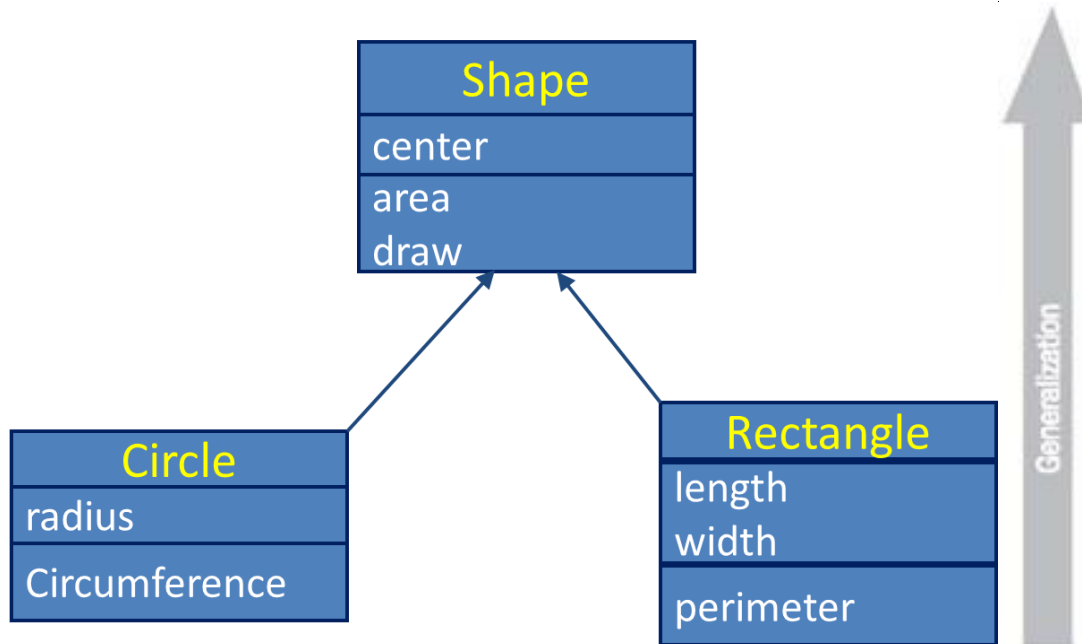 Shape
center
area
draw
Circle
radius
Circumference
Rectangle
length
width
perimeter
Generalization